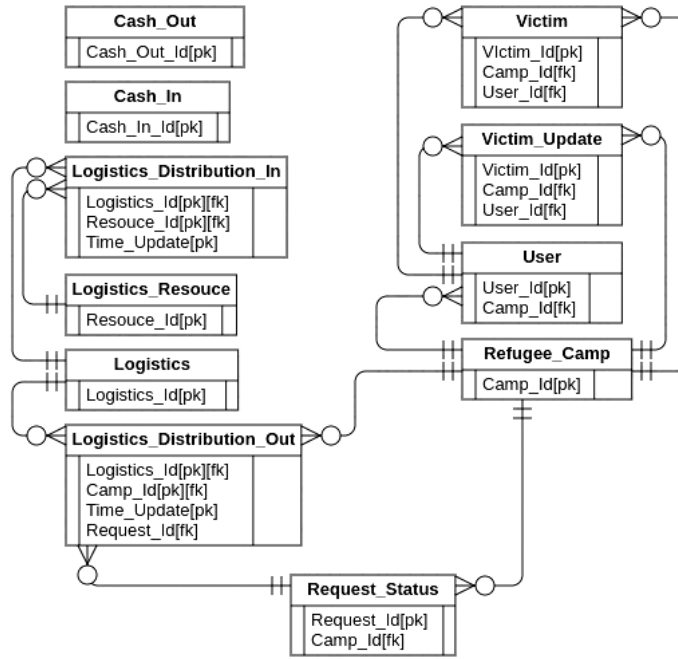 Cash_Out
Cash_Out_Id[pk]
Cash_In
Cash_In_Id[pk]
Logistics_Distribution_In
Logistics_Id[pk][fk]
Resouce_Id[pk][fk]
Time_Update[pk]
Logistics_Resouce
Resouce_Id[pk]
Logistics
Logistics_Id[pk]
Logistics_Distribution_Out
Logistics_Id[pk][fk]
Camp_Id[pk][fk]
Time_Update[pk]
Request_Id[fk]
Victim
VIctim_Id[pk]
Camp_Id[fk]
User_Id[fk]
Victim_Update
Victim_Id[pk]
Camp_Id[fk]
User_Id[fk]
User
User_Id[pk]
Camp_Id[fk]
Refugee_Camp
Camp_Id[pk]
Request_Status
Request_Id[pk]
Camp_Id[fk]